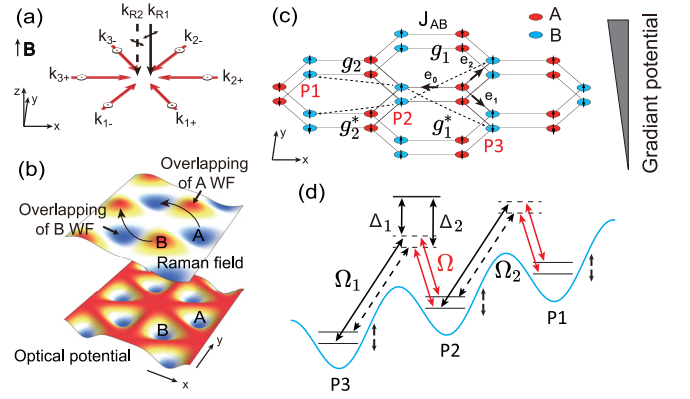 (a)
k_R2 k_R1
B
k_3- k_2-
k_3+ k_2+
k_1- k_1+
z
y
x
(b)
Overlapping
of A WF
Overlapping
of B WF
B
A
Raman field
A
B
Optical potential
y
x
(c)
J_AB
A
B
g_2 g_1
P1
e_2
e_0
e_1
P2
g_2^* g_1^*
P3
y
x
Gradiant potential
(d)
Δ_1 Δ_2
Ω_1 Ω Ω_2
P1
P2
P3